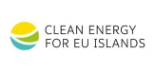 CLEAN ENERGY
FOR EU ISLANDS